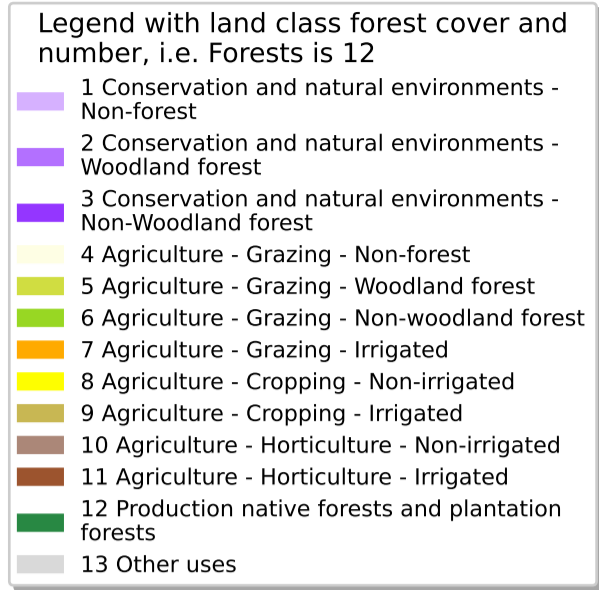 Legend with land class forest cover and
number, i.e. Forests is 12
1 Conservation and natural environments -
Non-forest
2 Conservation and natural environments -
Woodland forest
3 Conservation and natural environments -
Non-Woodland forest
4 Agriculture - Grazing - Non-forest
5 Agriculture - Grazing - Woodland forest
6 Agriculture - Grazing - Non-woodland forest
7 Agriculture - Grazing - Irrigated
8 Agriculture - Cropping - Non-irrigated
9 Agriculture - Cropping - Irrigated
10 Agriculture - Horticulture - Non-irrigated
11 Agriculture - Horticulture - Irrigated
12 Production native forests and plantation
forests
13 Other uses